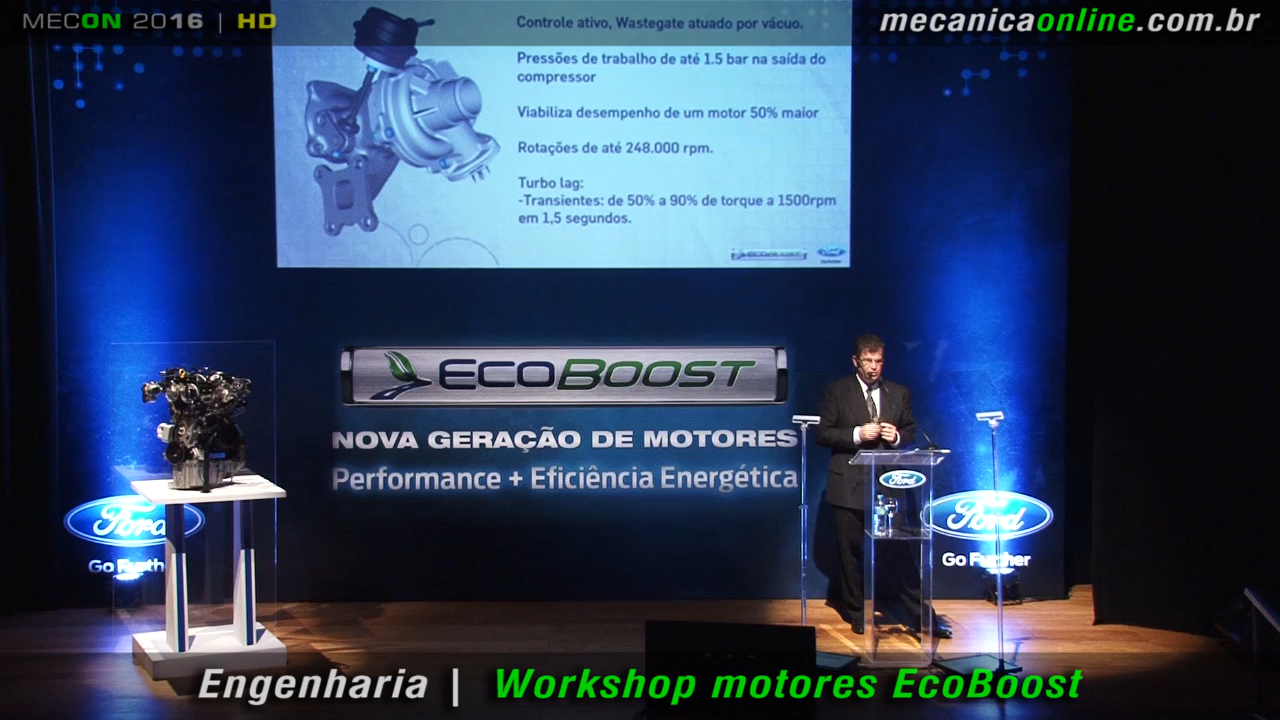 MECON 2016 | HD
mecanicaonline.com.br
Controle ativo, Wastegate atuado por vácuo.
Pressões de trabalho de até 1.5 bar na saída do
compressor
Viabiliza desempenho de um motor 50% maior
Rotações de até 248.000 rpm.
Turbo lag:
-Transientes: de 50% a 90% de torque a 1500rpm
em 1,5 segundos.
ECOBOOST
Ford
ECOBOOST
NOVA GERAÇÃO DE MOTORES
Performance + Eficiência Energética
Ford
Ford
Go Further
Ford
Go Further
Engenharia | Workshop motores EcoBoost